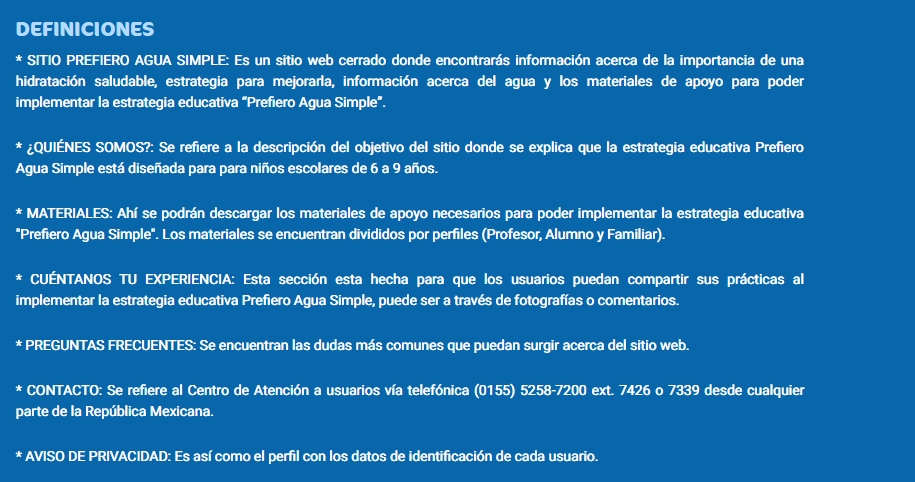 DEFINICIONES
* SITIO PREFIERO AGUA SIMPLE: Es un sitio web cerrado donde encontrarás información acerca de la importancia de una
hidratación saludable, estrategia para mejorarla, información acerca del agua y los materiales de apoyo para poder
implementar la estrategia educativa “Prefiero Agua Simple”.
* ¿QUIÉNES SOMOS?: Se refiere a la descripción del objetivo del sitio donde se explica que la estrategia educativa Prefiero
Agua Simple está diseñada para para niños escolares de 6 a 9 años.
* MATERIALES: Ahí se podrán descargar los materiales de apoyo necesarios para poder implementar la estrategia educativa
"Prefiero Agua Simple". Los materiales se encuentran divididos por perfiles (Profesor, Alumno y Familiar).
* CUÉNTANOS TU EXPERIENCIA: Esta sección esta hecha para que los usuarios puedan compartir sus prácticas al
implementar la estrategia educativa Prefiero Agua Simple, puede ser a través de fotografías o comentarios.
* PREGUNTAS FRECUENTES: Se encuentran las dudas más comunes que puedan surgir acerca del sitio web.
* CONTACTO: Se refiere al Centro de Atención a usuarios vía telefónica (0155) 5258-7200 ext. 7426 o 7339 desde cualquier
parte de la República Mexicana.
* AVISO DE PRIVACIDAD: Es así como el perfil con los datos de identificación de cada usuario.